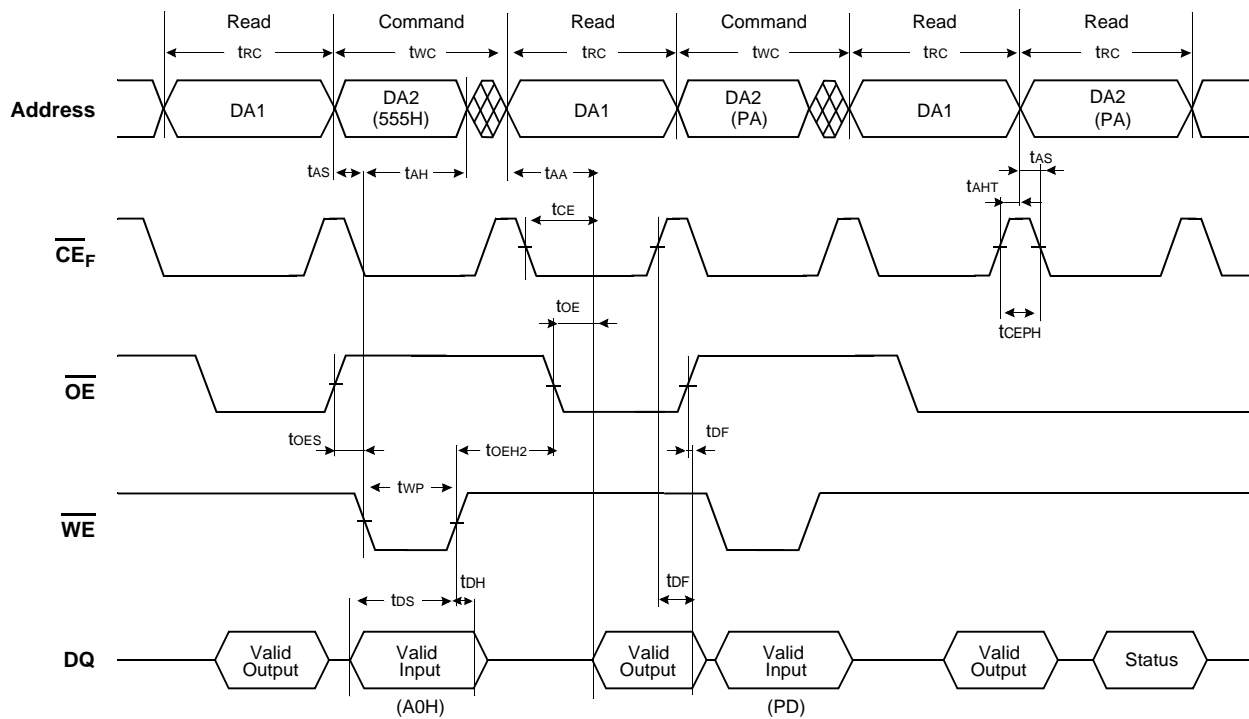 Read Command Read Command Read Read
tRC tWC tRC tWC tRC tRC
Address DA1 DA2 DA1 DA2 DA1 DA2
(555H) (PA) (PA)
tAS tAH tAA tAS
tAHT
tCE
CEF
tOE
tCEPH
OE
tOES tOEH2 tDF
tWP
WE
tDH tDF
tDS
DQ Valid Output Valid Input Valid Output Valid Input Valid Output Status
(A0H) (PD)